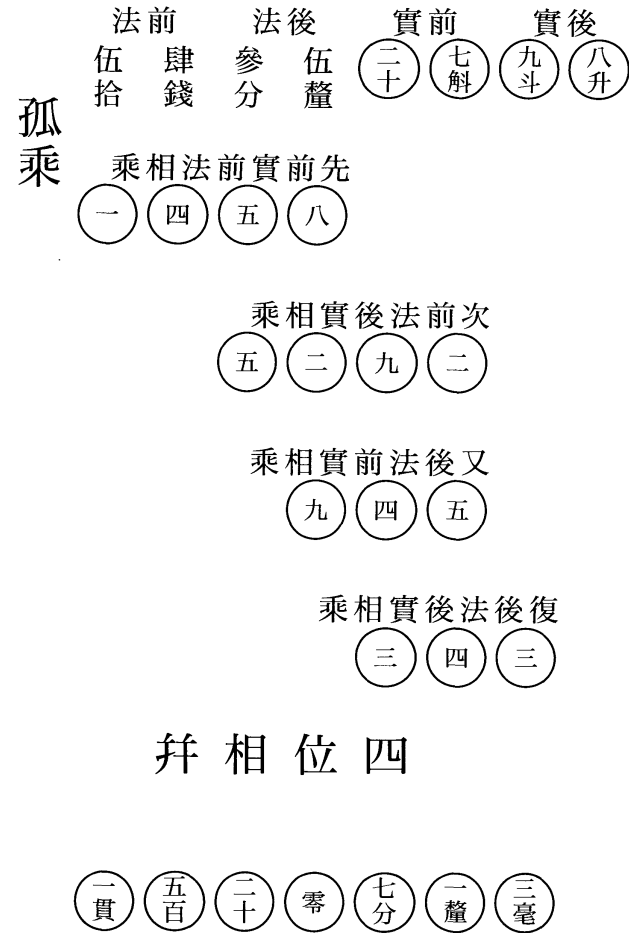 孤乘
前法 後法 前實 後實
伍拾 肆錢 參分 伍釐 二十 七斛 九斗 八升
先前實前法相乘
一四五八
次前法後實相乘
五二九二
又後法前實相乘
九四五
復後法後實相乘
三四三
四位相幷
一貫 五百 二十 零 七分 一釐 三毫